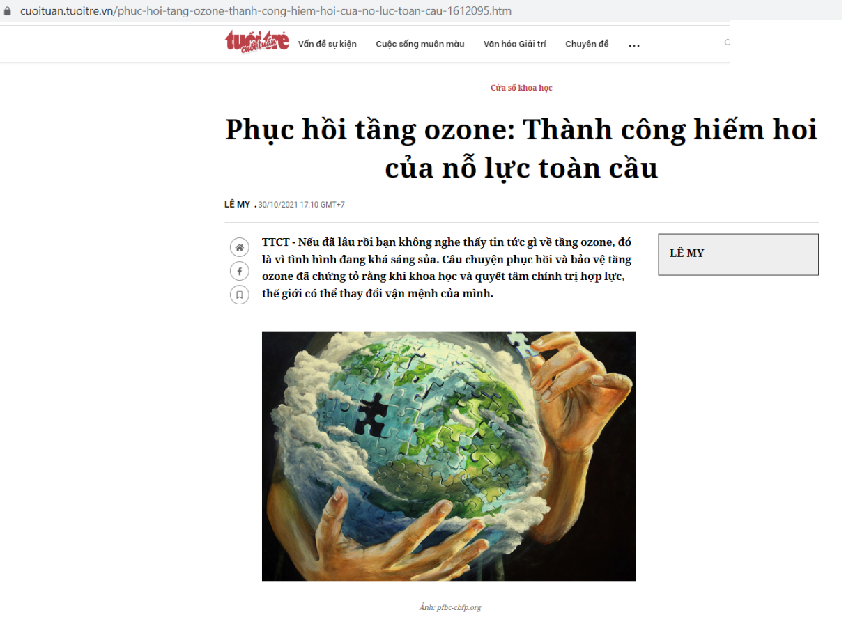 cuoituan.tuoitre.vn/phuc-hoi-tang-ozone-thanh-cong-hiem-hoi-cua-no-luc-toan-cau-1612095.htm
tuổi trẻ cuối tuần Vấn đề sự kiện Cuộc sống muôn màu Văn hóa Giải trí Chuyên đề ...
Cửa sổ khoa học
Phục hồi tầng ozone: Thành công hiếm hoi
của nỗ lực toàn cầu
LÊ MY . 30/10/2021 17:10 GMT+7
TTCT - Nếu đã lâu rồi bạn không nghe thấy tin tức gì về tầng ozone, đó
là vì tình hình đang khá sáng sủa. Câu chuyện phục hồi và bảo vệ tầng
ozone đã chứng tỏ rằng khi khoa học và quyết tâm chính trị hợp lực,
thế giới có thể thay đổi vận mệnh của mình.
LÊ MY
Ảnh: pfbc-cbfp.org